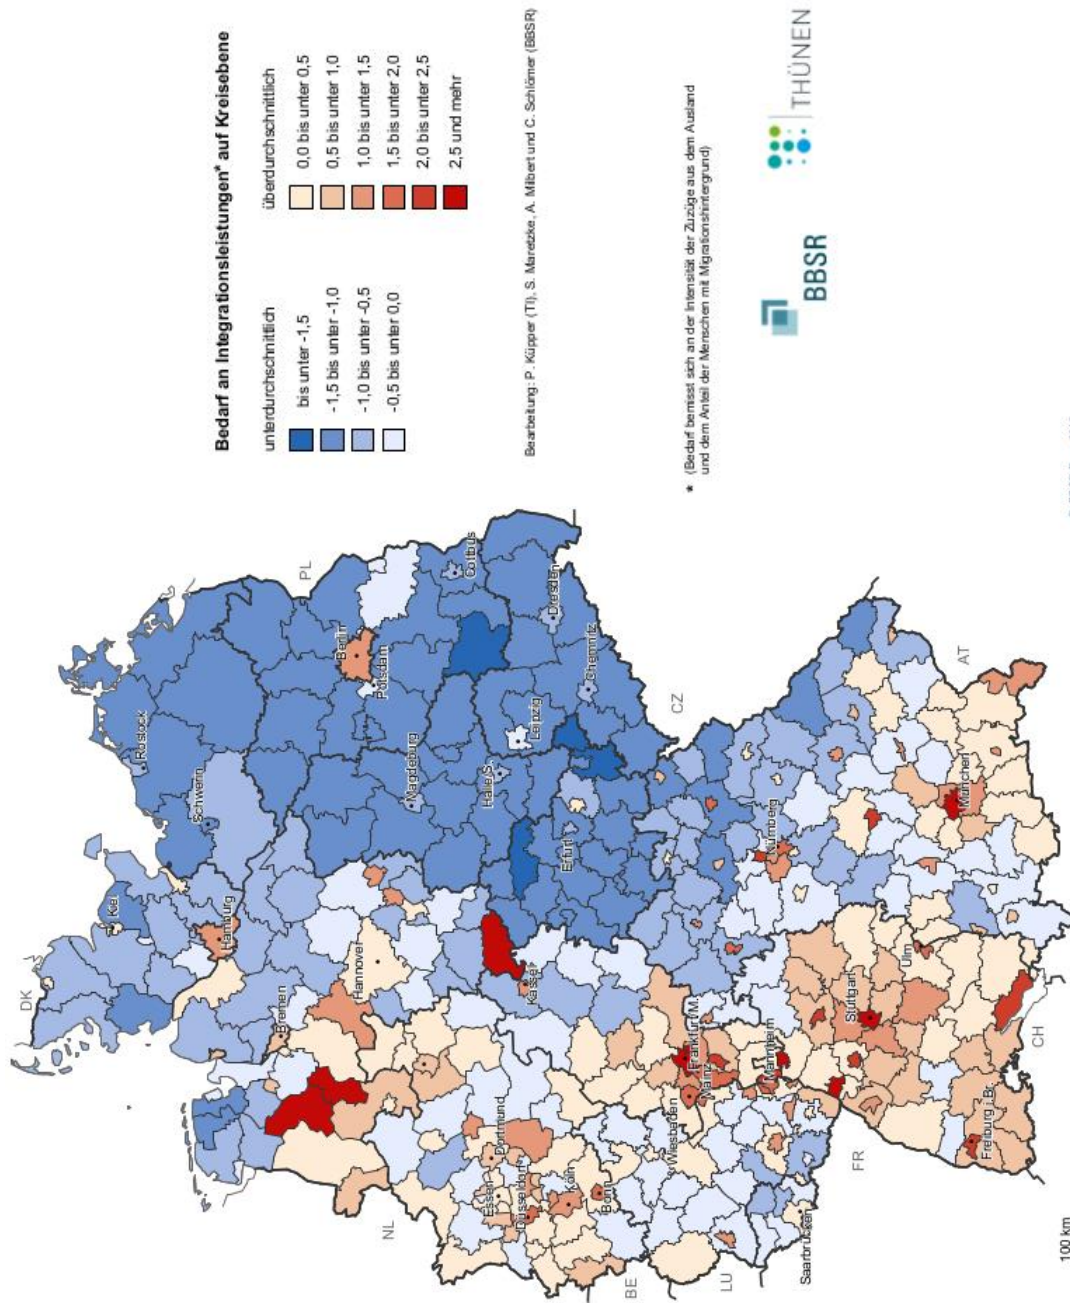 Bedarf an Integrationsleistungen* auf Kreisebene
unterdurchschnittlich
bis unter -1,5
-1,5 bis unter -1,0
-1,0 bis unter -0,5
-0,5 bis unter 0,0
überdurchschnittlich
0,0 bis unter 0,5
0,5 bis unter 1,0
1,0 bis unter 1,5
1,5 bis unter 2,0
2,0 bis unter 2,5
2,5 und mehr
Bearbeitung: P. Küpper (TI), S. Maretzke, A. Milbert und C. Schlömer (BBSR)
* (Bedarf bemisst sich an der Intensität der Zuzüge aus dem Ausland
und dem Anteil der Menschen mit Migrationshintergrund)
BBSR
THÜNEN
DK
Kiel
Rostock
Schwerin
Hamburg
PL
Bremen
Berlin
Potsdam
Hannover
Magdeburg
NL
Cottbus
Halle/S.
Leipzig
Essen
Dortmund
Düsseldorf
Kassel
Dresden
Erfurt
Chemnitz
Köln
Bonn
BE
CZ
Wiesbaden
Frankfurt/M.
Mainz
LU
Mannheim
Nürnberg
Saarbrücken
FR
Stuttgart
Ulm
München
AT
Freiburg i.Br.
CH
100 km